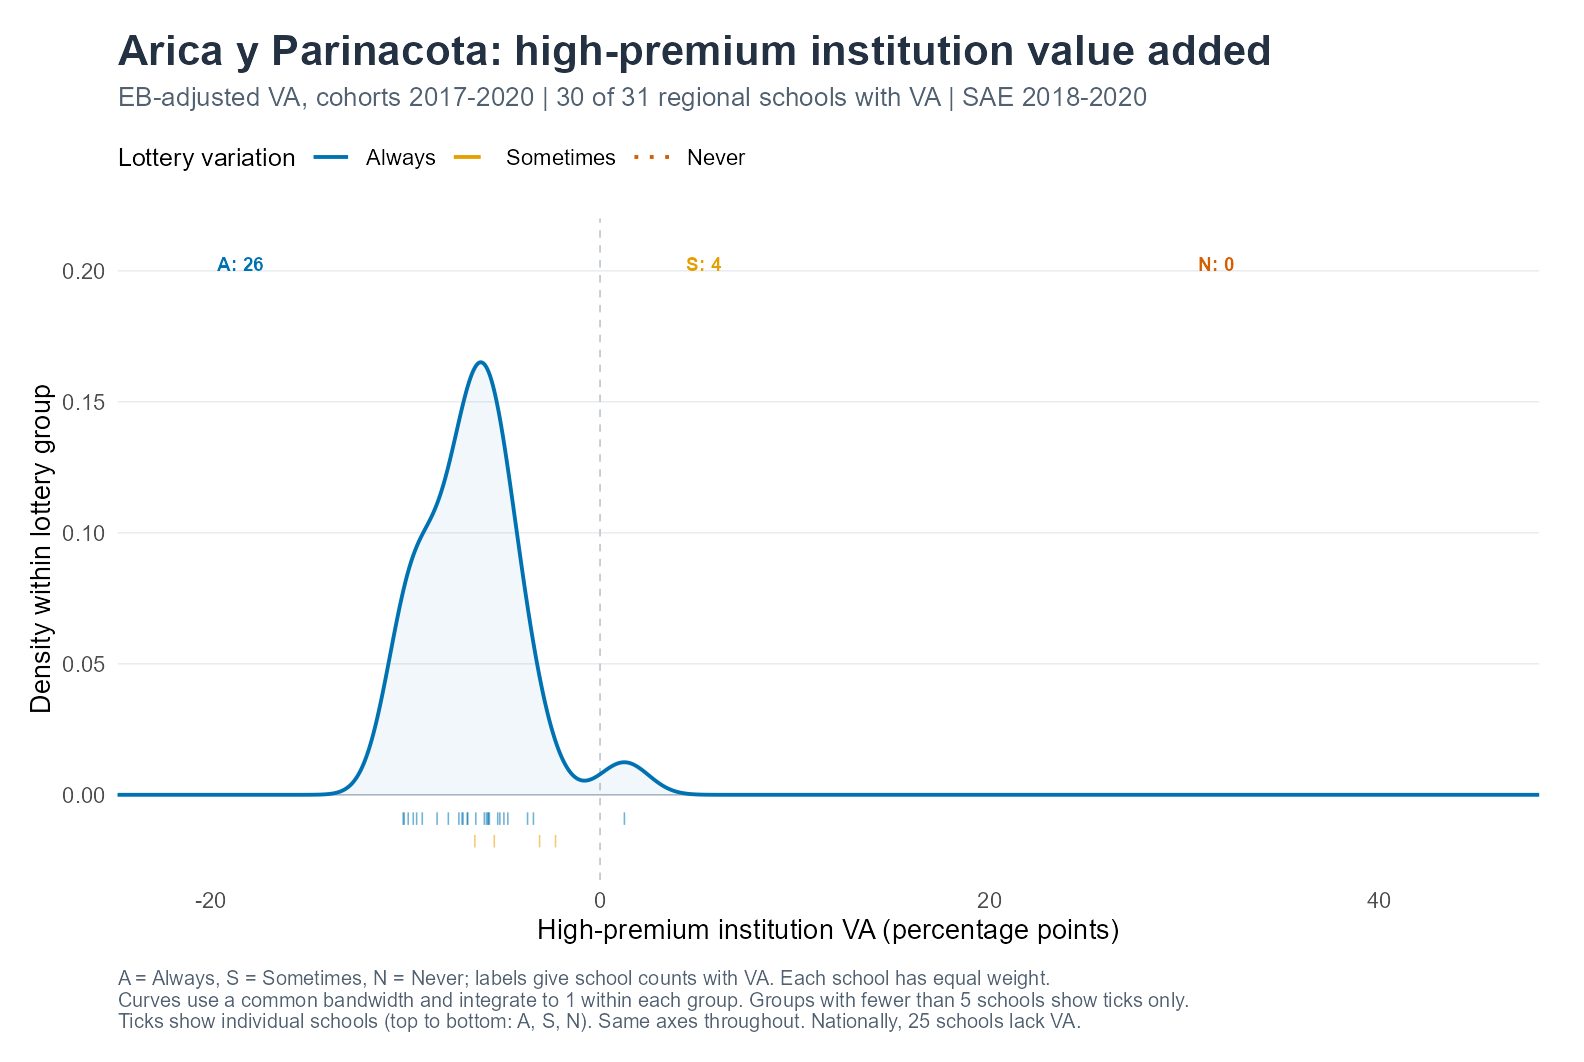 Arica y Parinacota: high-premium institution value added
EB-adjusted VA, cohorts 2017-2020 | 30 of 31 regional schools with VA | SAE 2018-2020
Lottery variation Always Sometimes Never
A: 26 S: 4 N: 0
0.20
0.15
0.10
0.05
0.00
Density within lottery group
-20 0 20 40
High-premium institution VA (percentage points)
A = Always, S = Sometimes, N = Never; labels give school counts with VA. Each school has equal weight.
Curves use a common bandwidth and integrate to 1 within each group. Groups with fewer than 5 schools show ticks only.
Ticks show individual schools (top to bottom: A, S, N). Same axes throughout. Nationally, 25 schools lack VA.